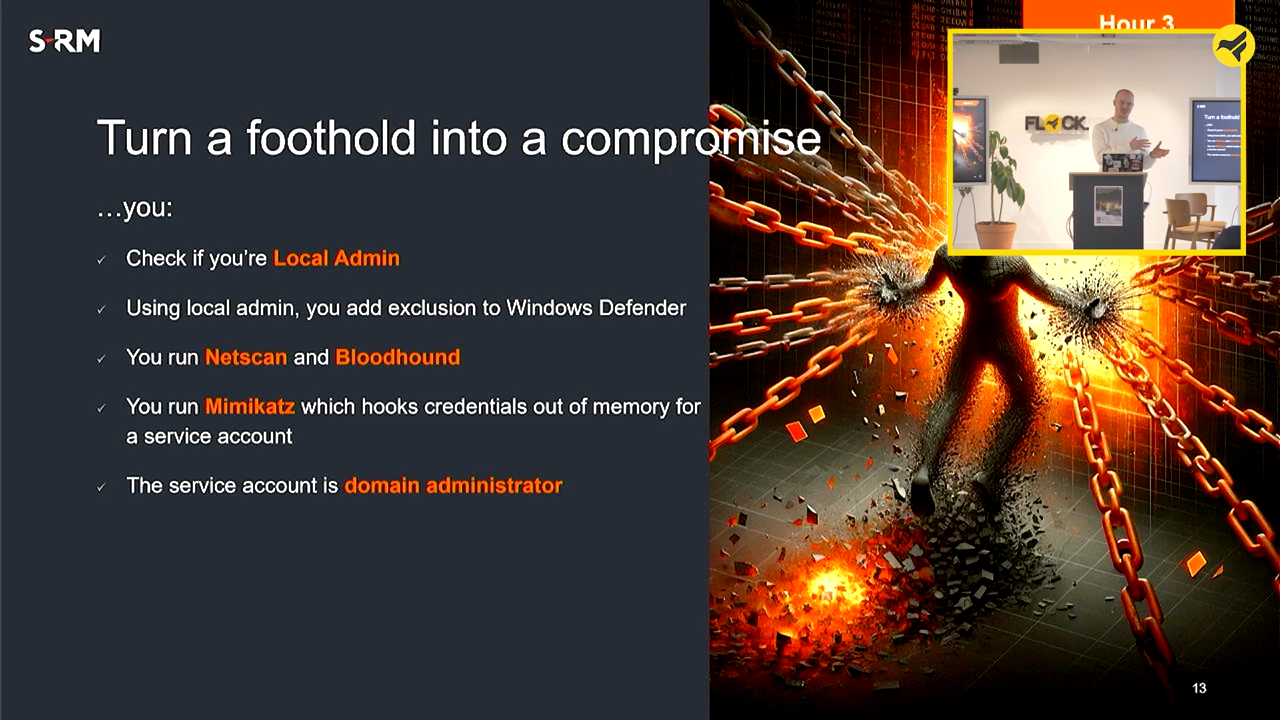 S-RM
Hour 3
Turn a foothold into a compromise
FLOCK.
…you:
✓ Check if you're Local Admin
✓ Using local admin, you add exclusion to Windows Defender
✓ You run Netscan and Bloodhound
✓ You run Mimikatz which hooks credentials out of memory for
a service account
✓ The service account is domain administrator
13